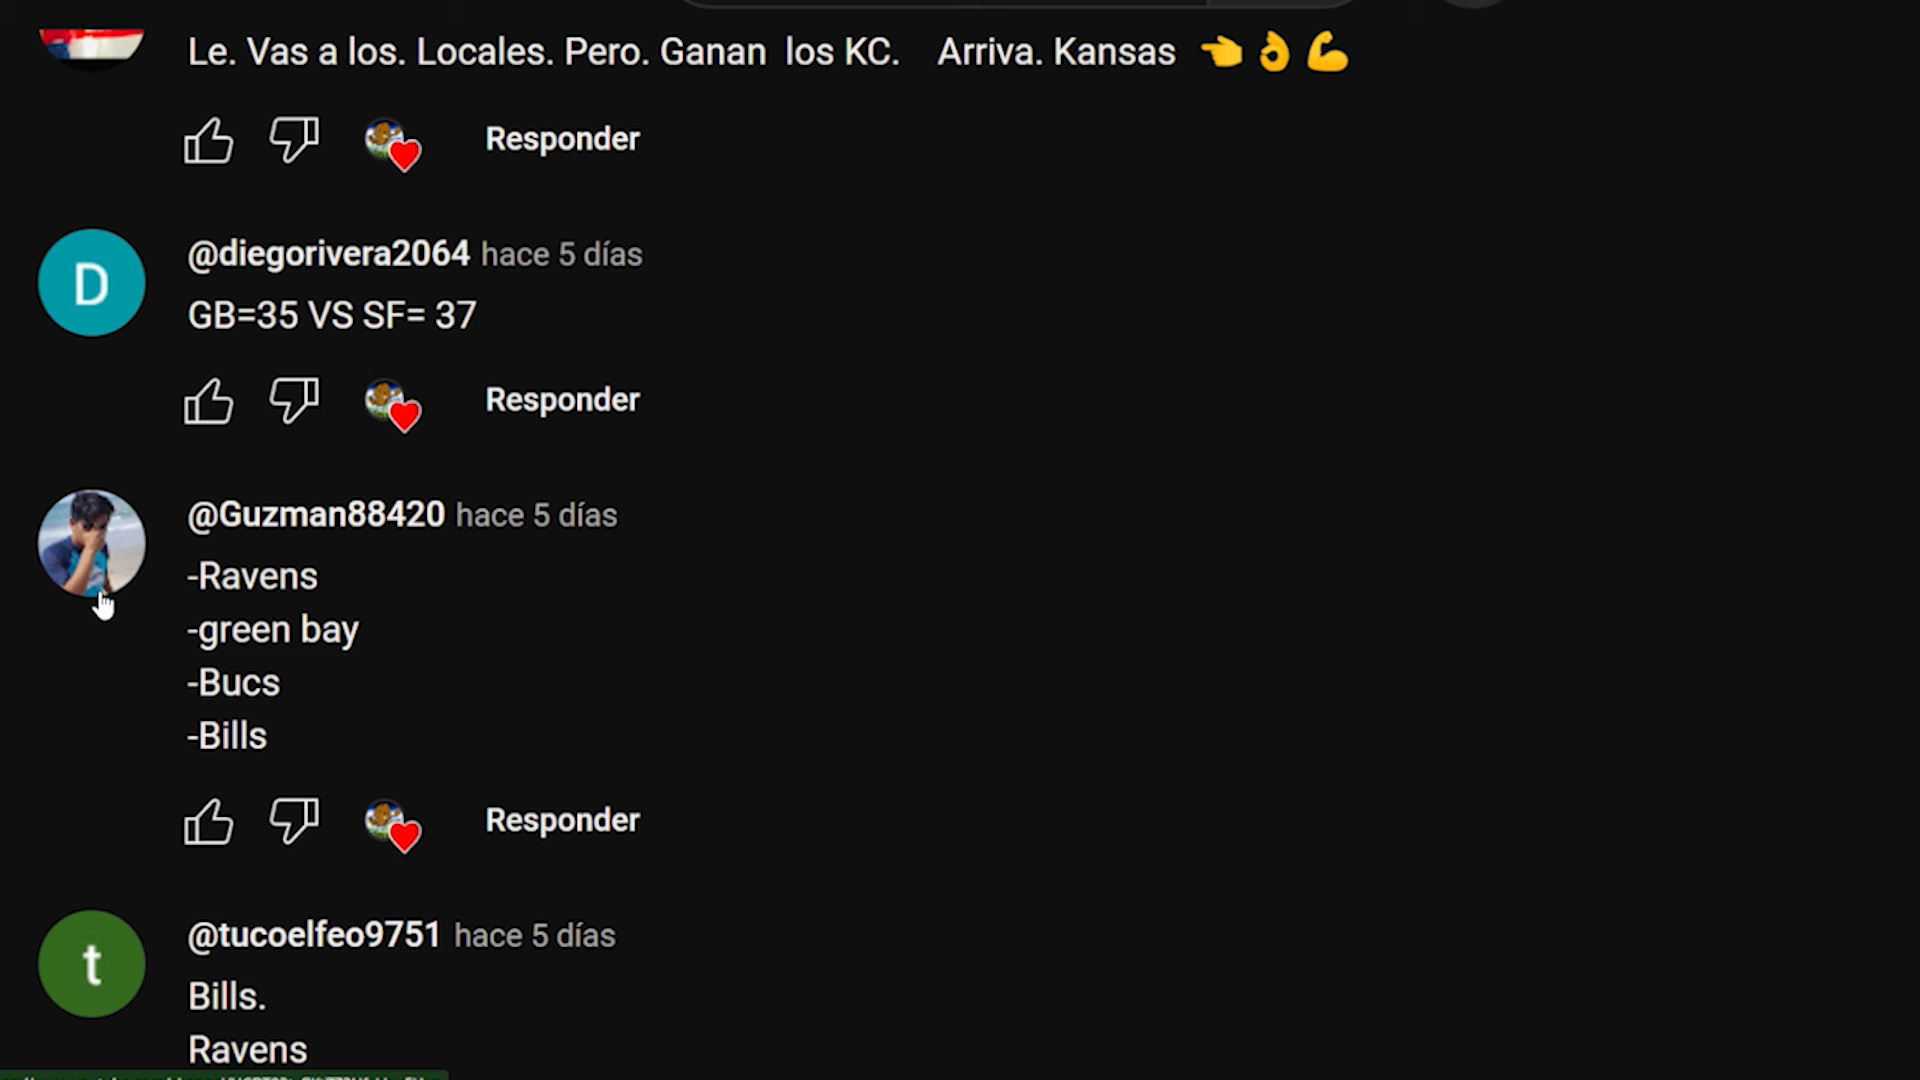 Le. Vas a los. Locales. Pero. Ganan los KC. Arriva. Kansas 👈👌💪
Responder
D
@diegorivera2064 hace 5 días
GB=35 VS SF= 37
Responder
@Guzman88420 hace 5 días
-Ravens
-green bay
-Bucs
-Bills
Responder
t
@tucoelfeo9751 hace 5 días
Bills.
Ravens